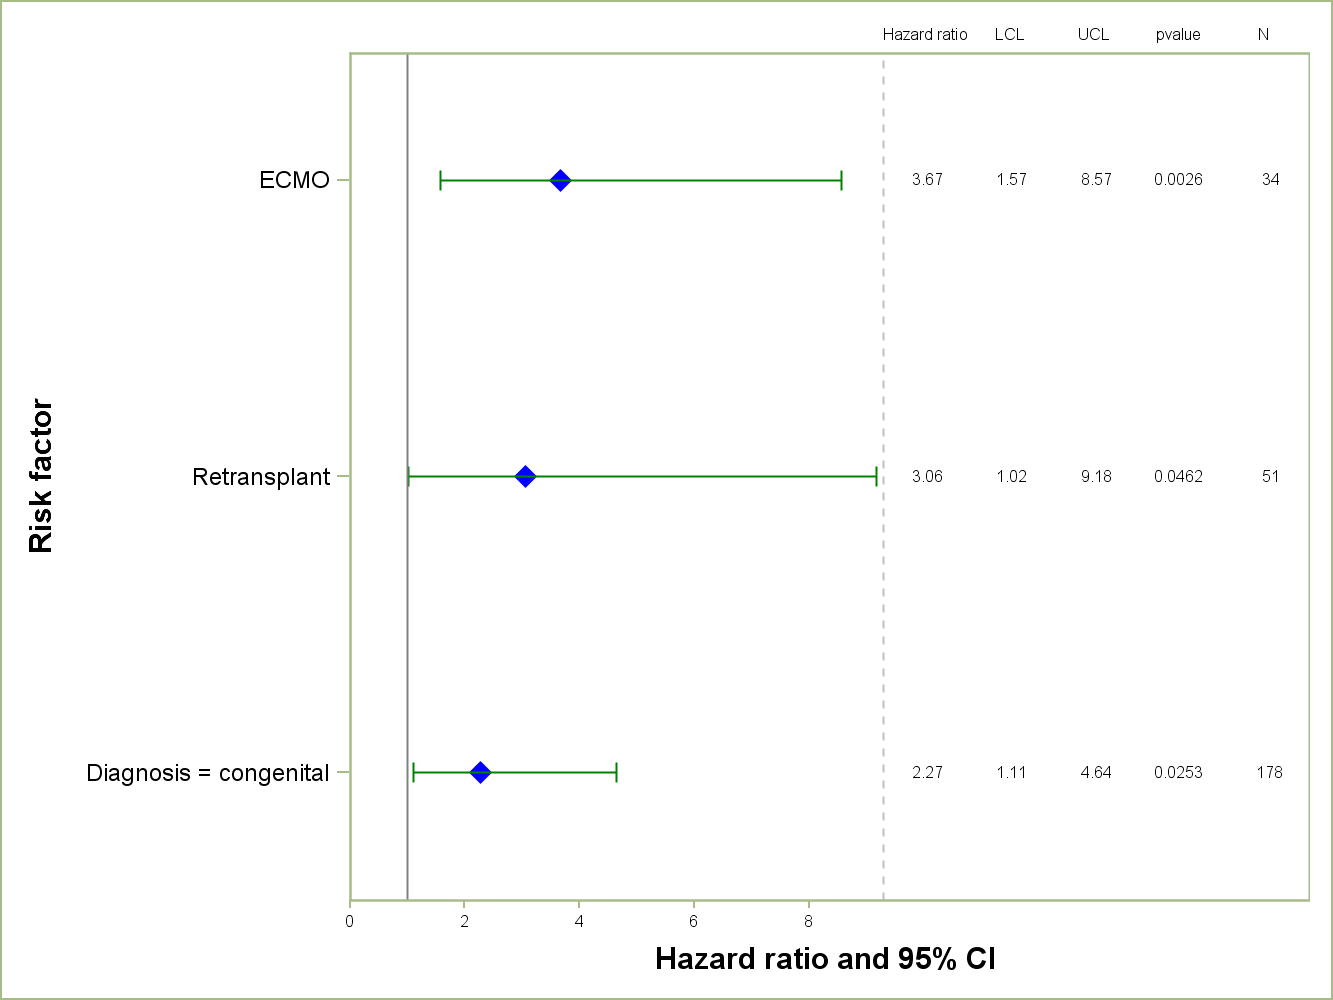 Hazard ratio LCL UCL pvalue N
ECMO 3.67 1.57 8.57 0.0026 34
Retransplant 3.06 1.02 9.18 0.0462 51
Diagnosis = congenital 2.27 1.11 4.64 0.0253 178
Risk factor
0 2 4 6 8
Hazard ratio and 95% CI